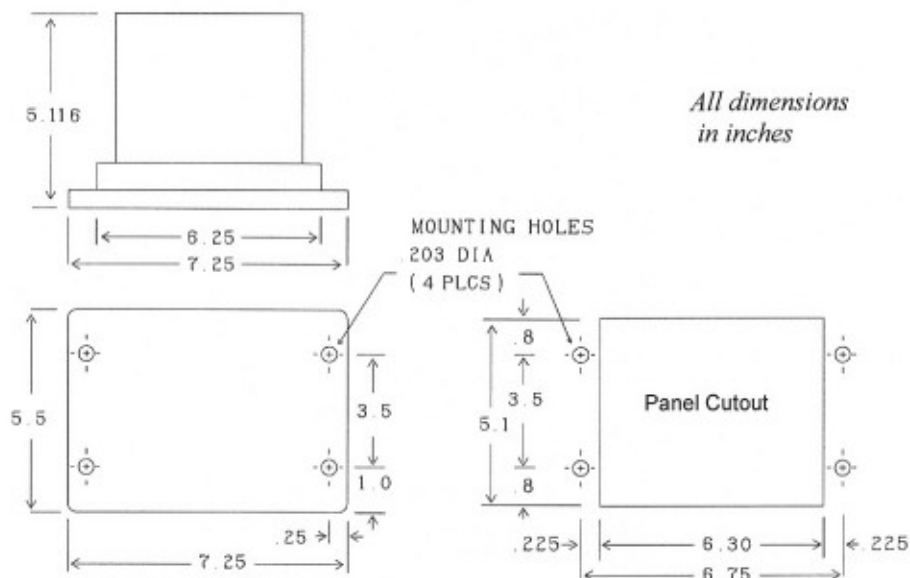 5.116
All dimensions
in inches
6.25
7.25
MOUNTING HOLES
.203 DIA
(4 PLCS)
5.5
3.5
1.0
.25
7.25
.8
3.5
5.1
.8
Panel Cutout
.225
6.30
.225
6.75